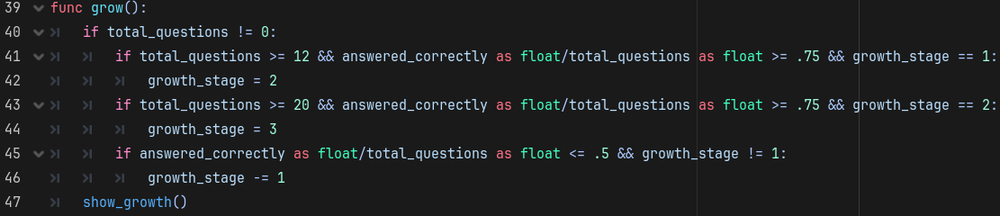 39 func grow():
40 if total_questions != 0:
41 if total_questions >= 12 && answered_correctly as float/total_questions as float >= .75 && growth_stage == 1:
42 growth_stage = 2
43 if total_questions >= 20 && answered_correctly as float/total_questions as float >= .75 && growth_stage == 2:
44 growth_stage = 3
45 if answered_correctly as float/total_questions as float <= .5 && growth_stage != 1:
46 growth_stage -= 1
47 show_growth()